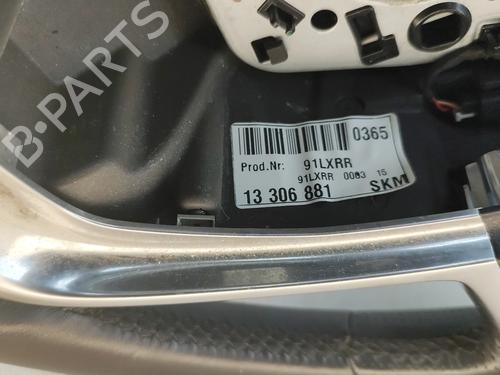 B-PARTS
0365
Prod.Nr: 91LXRR
91LXRR 0083 15
13 306 881 SKM